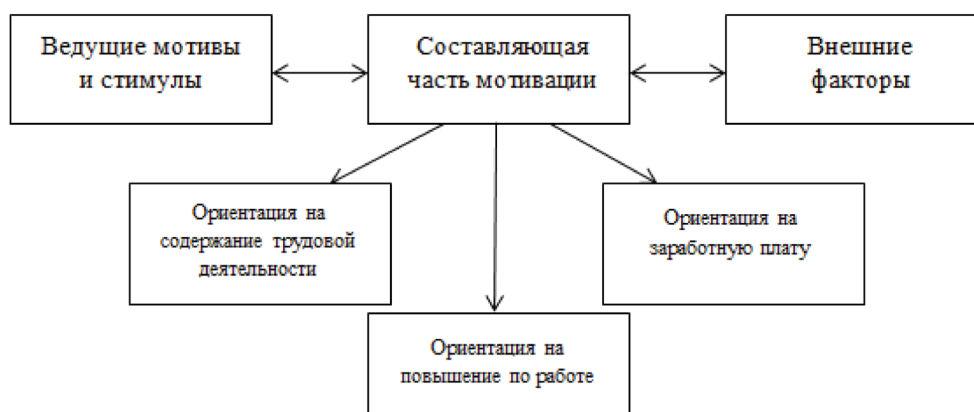 Ведущие мотивы
и стимулы
Составляющая
часть мотивации
Внешние
факторы
Ориентация на
содержание трудовой
деятельности
Ориентация на
заработную плату
Ориентация на
повышение по работе